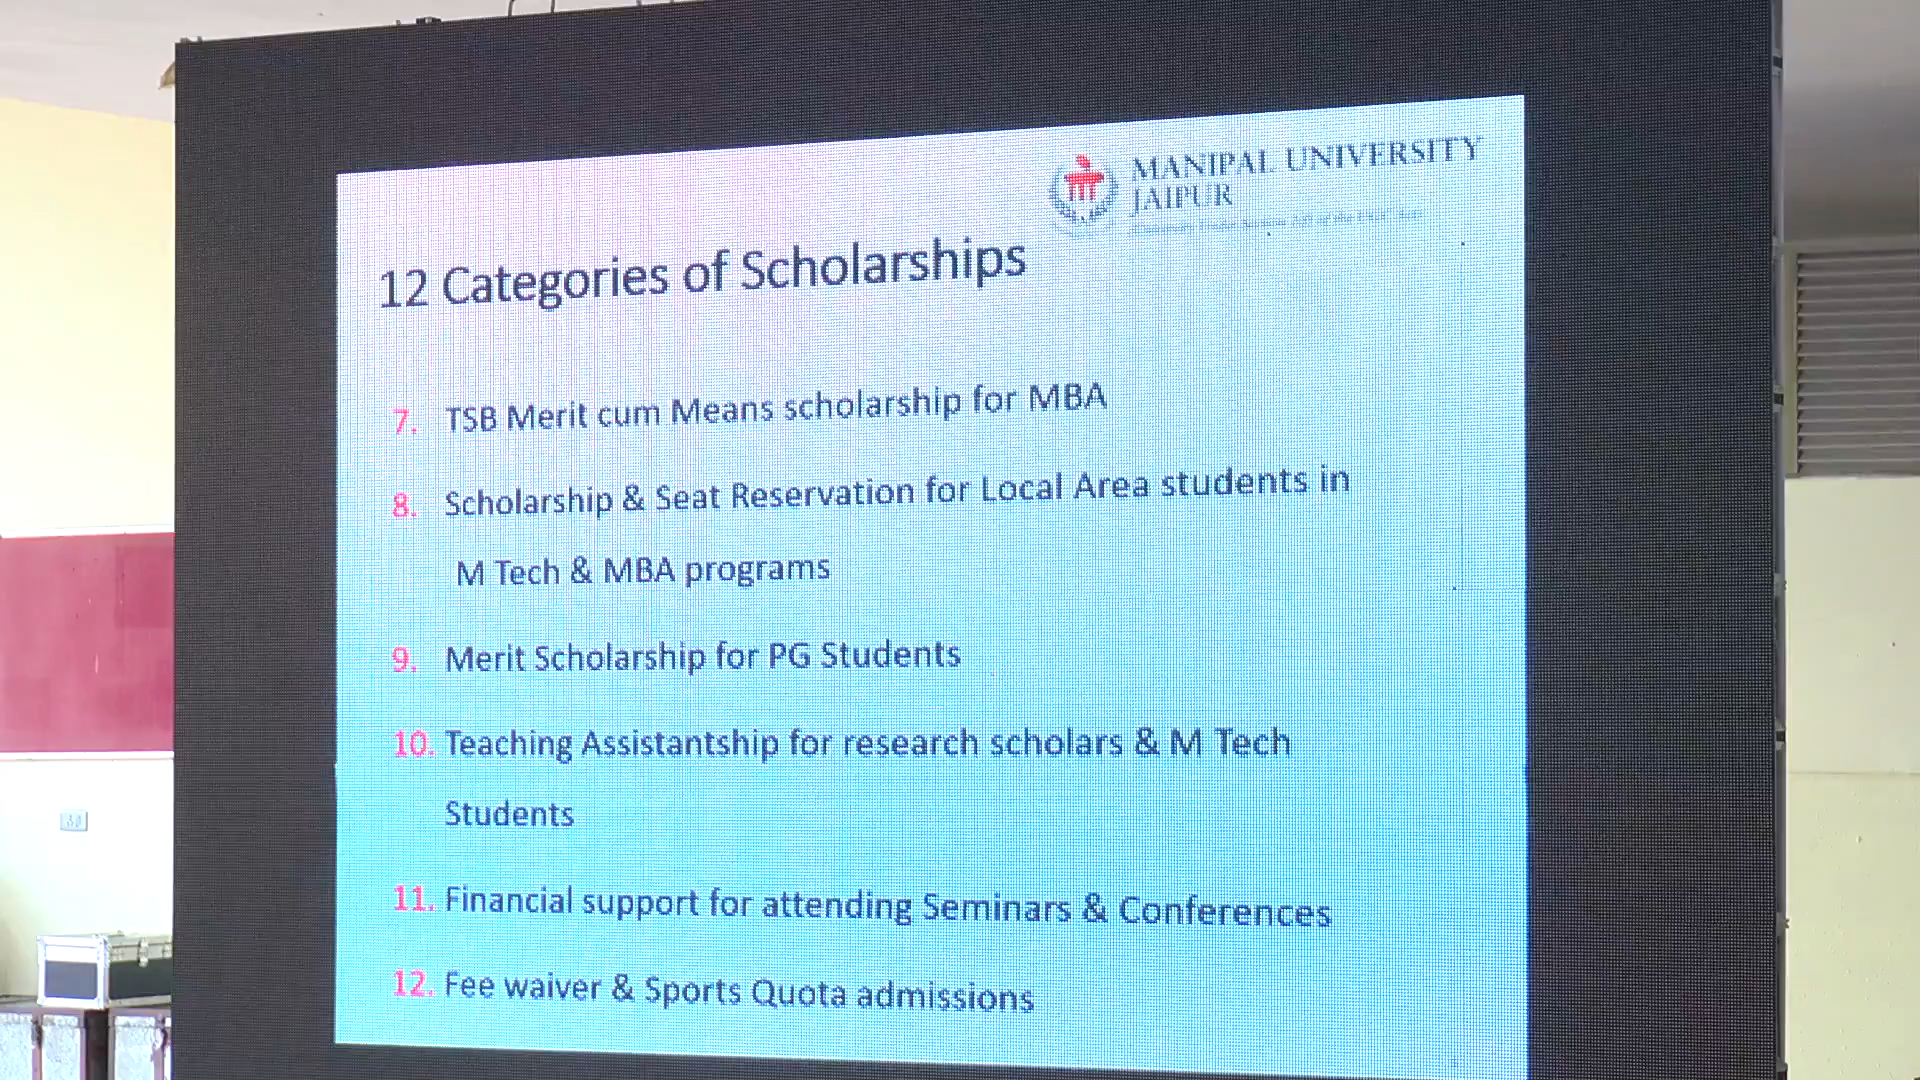 MANIPAL UNIVERSITY
JAIPUR
12 Categories of Scholarships
7. TSB Merit cum Means scholarship for MBA
8. Scholarship & Seat Reservation for Local Area students in
M Tech & MBA programs
9. Merit Scholarship for PG Students
10. Teaching Assistantship for research scholars & M Tech
Students
11. Financial support for attending Seminars & Conferences
12. Fee waiver & Sports Quota admissions